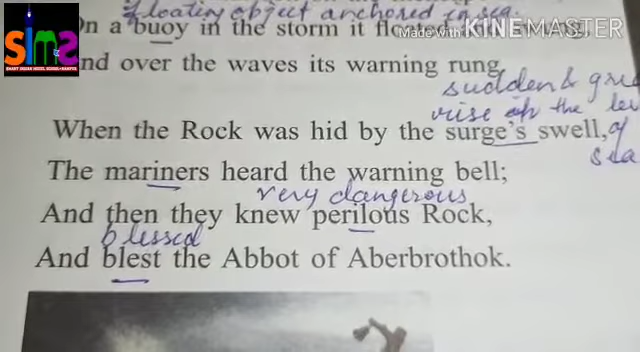 floating object anchored in sea.
On a buoy in the storm it
Made with KINEMASTER
sims
And over the waves its warning rung,
sudden &
rise in the
When the Rock was hid by the surge's swell, of
sea
The mariners heard the warning bell;
very dangerous
And then they knew perilous Rock,
blessed
And blest the Abbot of Aberbrothok.